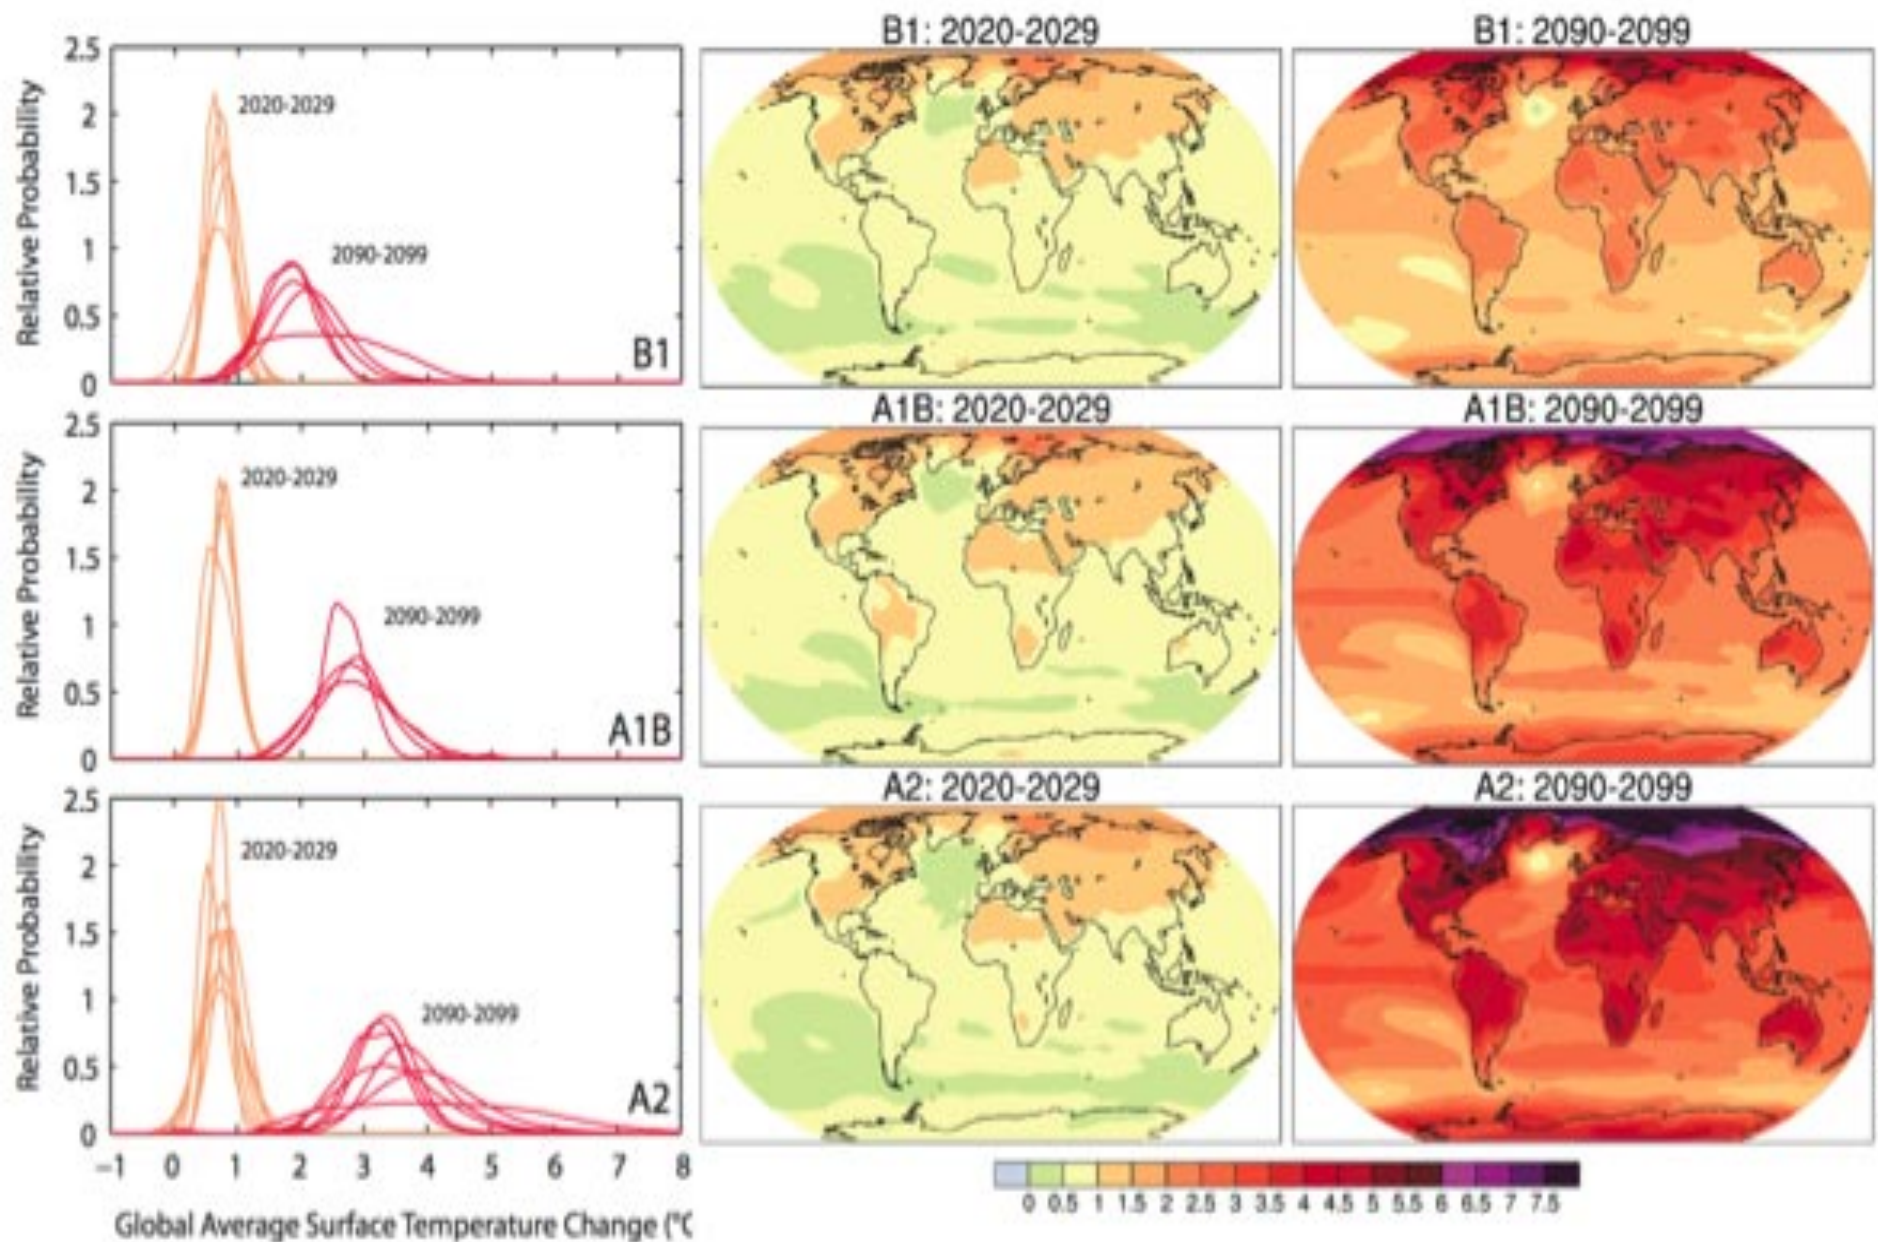 B1: 2020-2029
B1: 2090-2099
2.5
2
1.5
1
0.5
0
Relative Probability
2020-2029
2090-2099
B1
A1B: 2020-2029
A1B: 2090-2099
2.5
2
1.5
1
0.5
0
Relative Probability
2020-2029
2090-2099
A1B
A2: 2020-2029
A2: 2090-2099
2.5
2
1.5
1
0.5
0
Relative Probability
2020-2029
2090-2099
A2
−1 0 1 2 3 4 5 6 7 8
Global Average Surface Temperature Change (°C
0 0.5 1 1.5 2 2.5 3 3.5 4 4.5 5 5.5 6 6.5 7 7.5